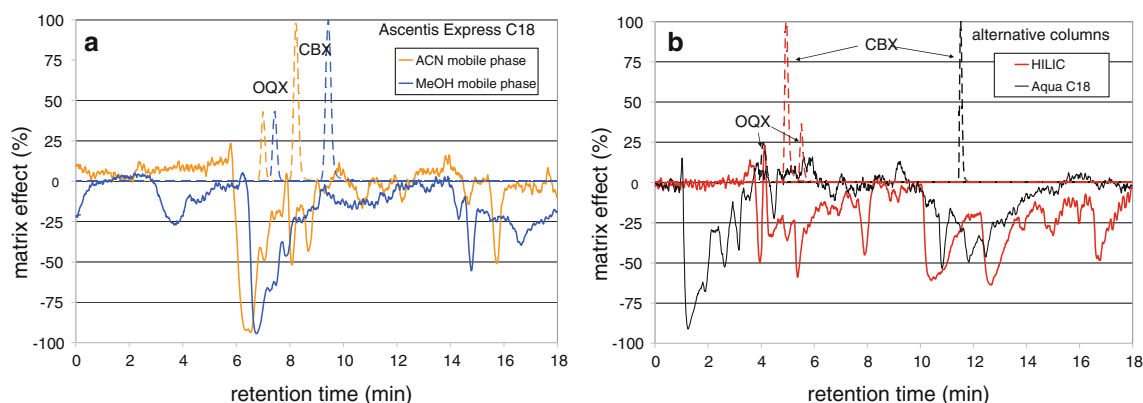 a
Ascentis Express C18
ACN mobile phase
MeOH mobile phase
OQX
CBX
matrix effect (%)
100
75
50
25
0
-25
-50
-75
-100
0 2 4 6 8 10 12 14 16 18
retention time (min)
b
alternative columns
HILIC
Aqua C18
CBX
OQX
matrix effect (%)
100
75
50
25
0
-25
-50
-75
-100
0 2 4 6 8 10 12 14 16 18
retention time (min)